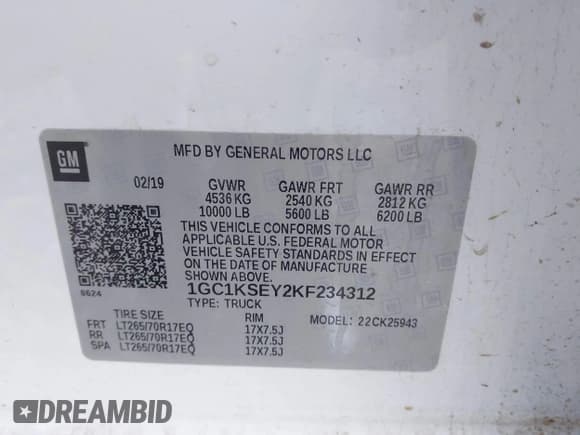 GM
MFD BY GENERAL MOTORS LLC
02/19 GVWR GAWR FRT GAWR RR
4536 KG 2540 KG 2812 KG
10000 LB 5600 LB 6200 LB
THIS VEHICLE CONFORMS TO ALL
APPLICABLE U.S. FEDERAL MOTOR
VEHICLE SAFETY STANDARDS IN EFFECT
ON THE DATE OF MANUFACTURE
SHOWN ABOVE.
6624 1GC1KSEY2KF234312
TYPE: TRUCK
TIRE SIZE RIM MODEL: 22CK25943
FRT LT265/70R17EQ 17X7.5J
RR LT265/70R17EQ 17X7.5J
SPA LT265/70R17EQ 17X7.5J
DREAMBID